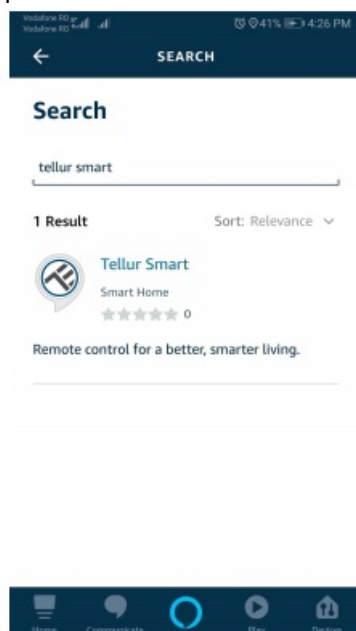 Vodafone RO
Vodafone RO
41% 4:26 PM
SEARCH
Search
tellur smart
1 Result
Sort: Relevance
Tellur Smart
Smart Home
0
Remote control for a better, smarter living.
Home Communicate Play Devices